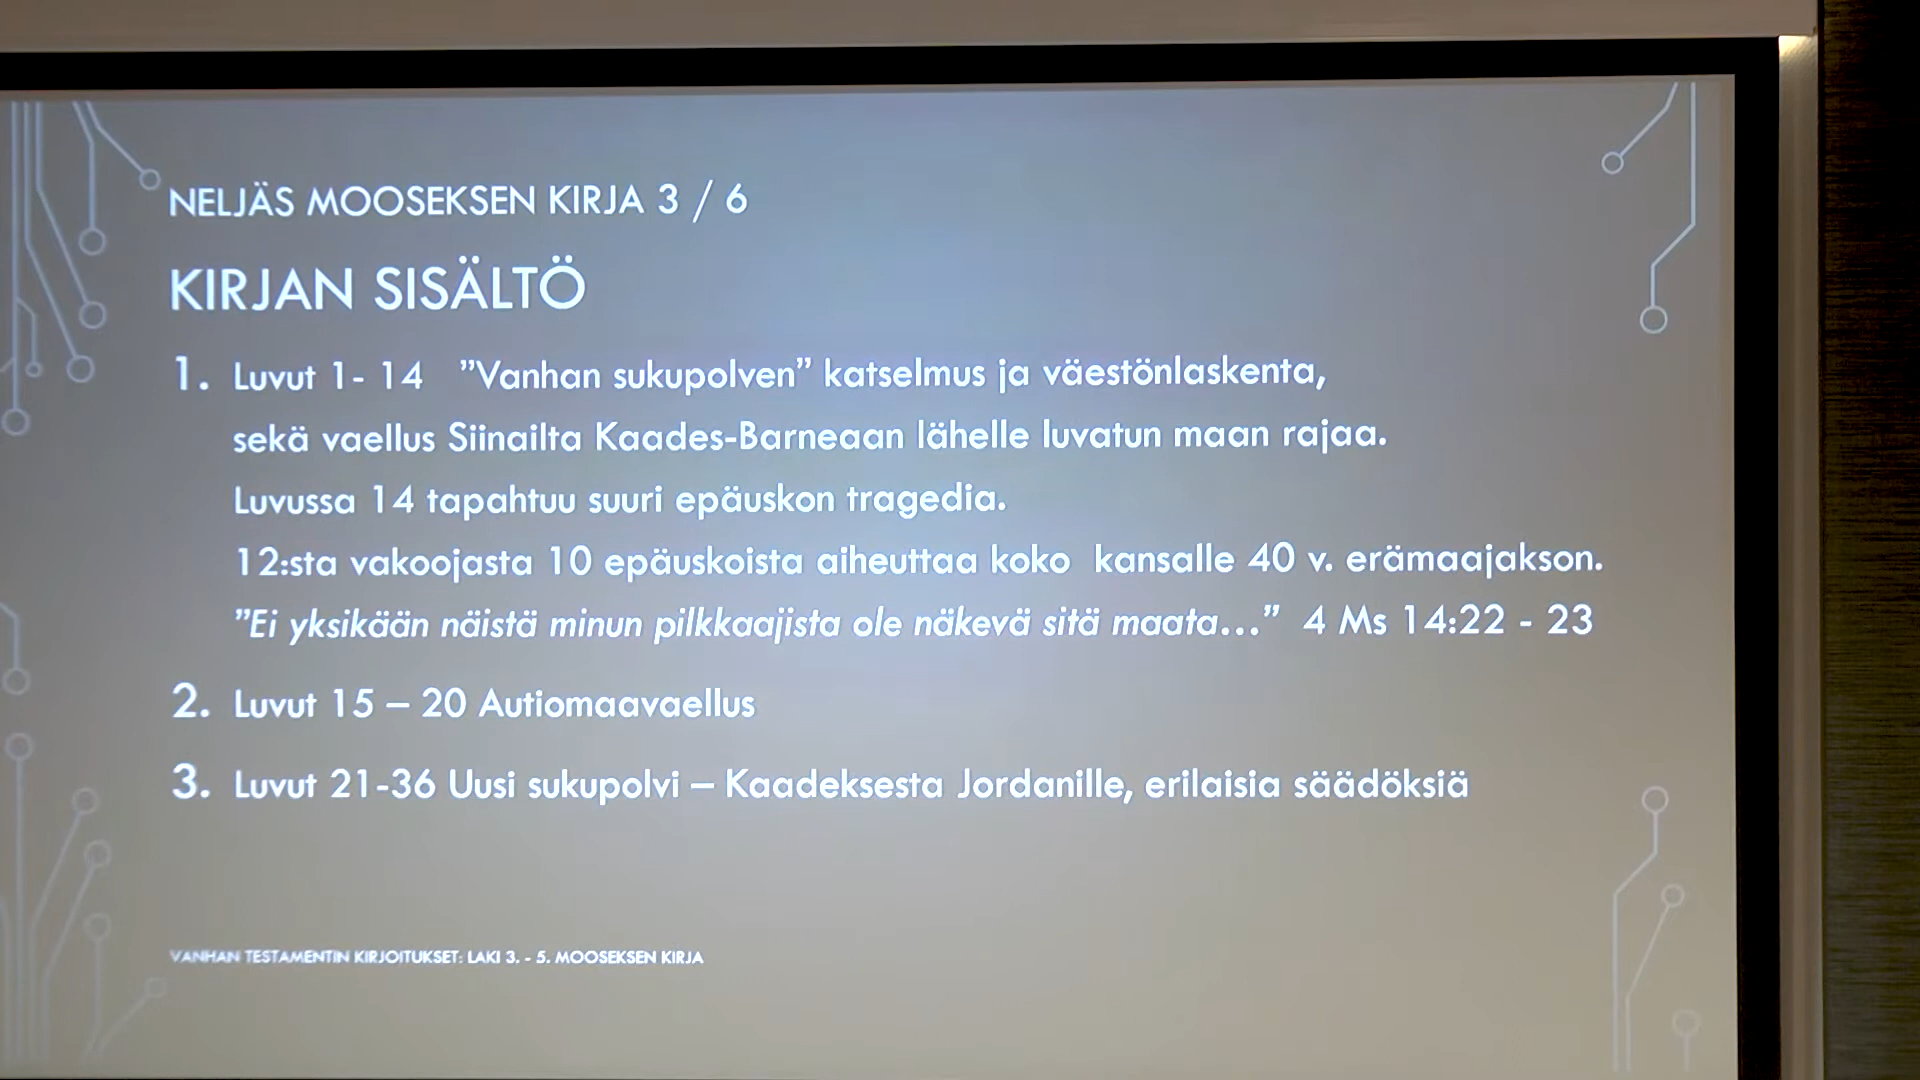 NELJÄS MOOSEKSEN KIRJA 3 / 6
KIRJAN SISÄLTÖ
1. Luvut 1- 14 ”Vanhan sukupolven” katselmus ja väestönlaskenta,
sekä vaellus Siinailta Kaades-Barneaan lähelle luvatun maan rajaa.
Luvussa 14 tapahtuu suuri epäuskon tragedia.
12:sta vakoojasta 10 epäuskoista aiheuttaa koko kansalle 40 v. erämaajakson.
”Ei yksikään näistä minun pilkkaajista ole näkevä sitä maata...” 4 Ms 14:22 - 23
2. Luvut 15 – 20 Autiomaavaellus
3. Luvut 21-36 Uusi sukupolvi – Kaadeksesta Jordanille, erilaisia säädöksiä
VANHAN TESTAMENTIN KIRJOITUKSET: LAKI 3. - 5. MOOSEKSEN KIRJA